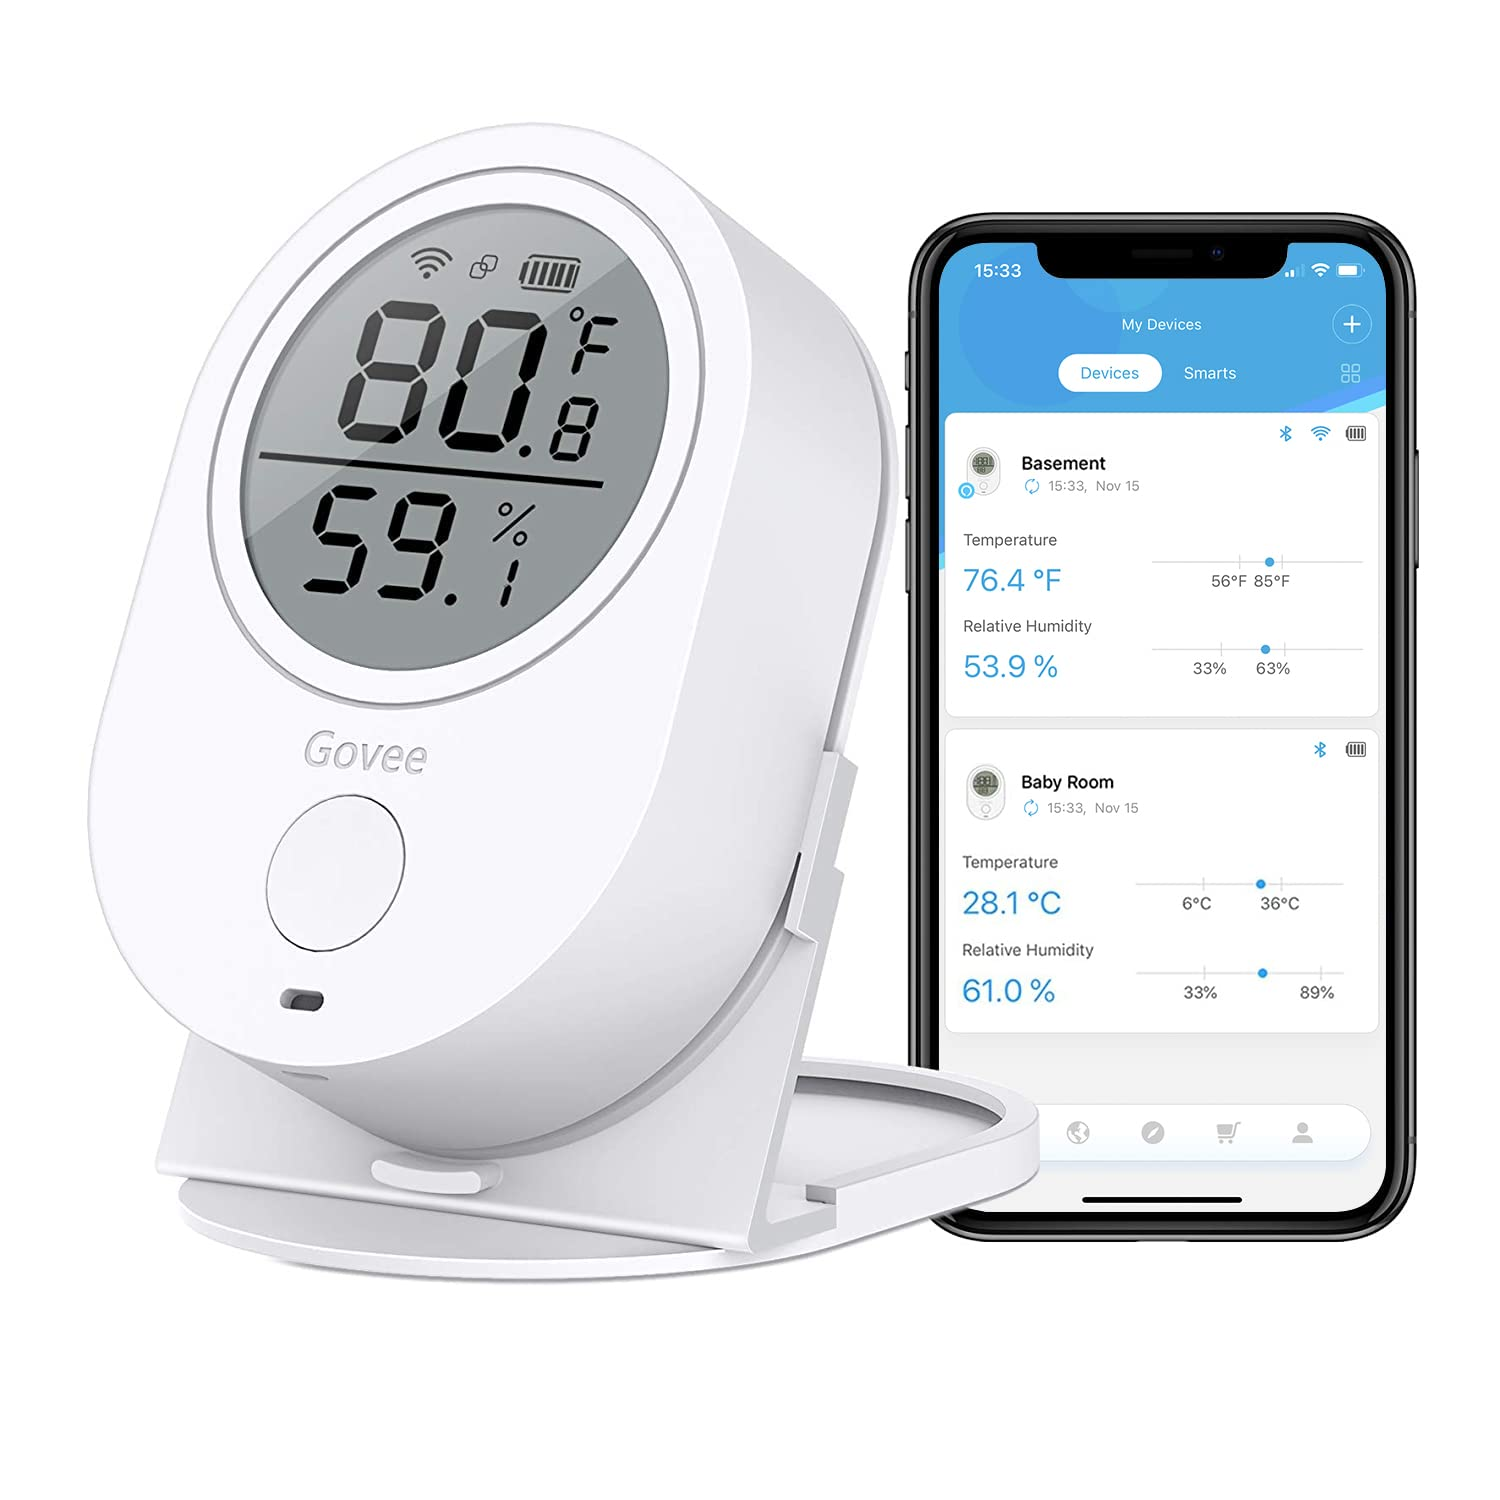 80.8 °F
59.1 %
Govee
15:33
My Devices
Devices Smarts
Basement
15:33, Nov 15
Temperature
76.4 °F
56°F 85°F
Relative Humidity
53.9 %
33% 63%
Baby Room
15:33, Nov 15
Temperature
28.1 °C
6°C 36°C
Relative Humidity
61.0 %
33% 89%